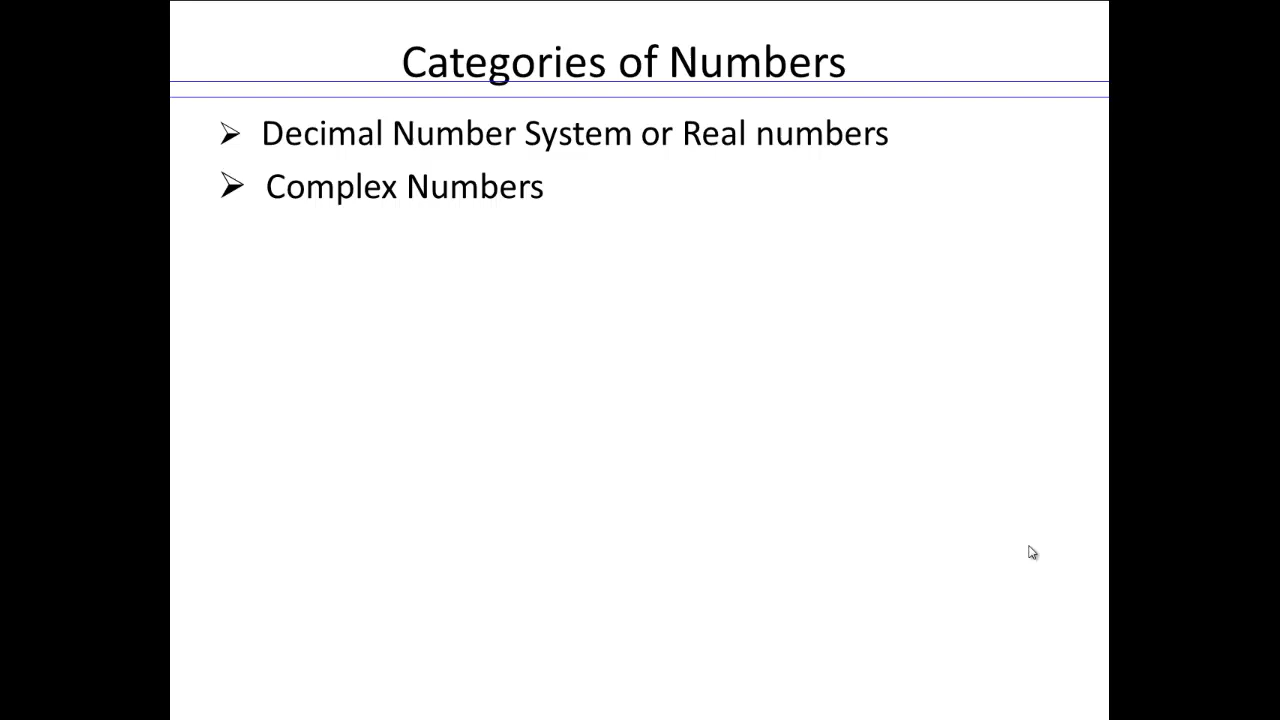 Categories of Numbers
➢ Decimal Number System or Real numbers
➢ Complex Numbers